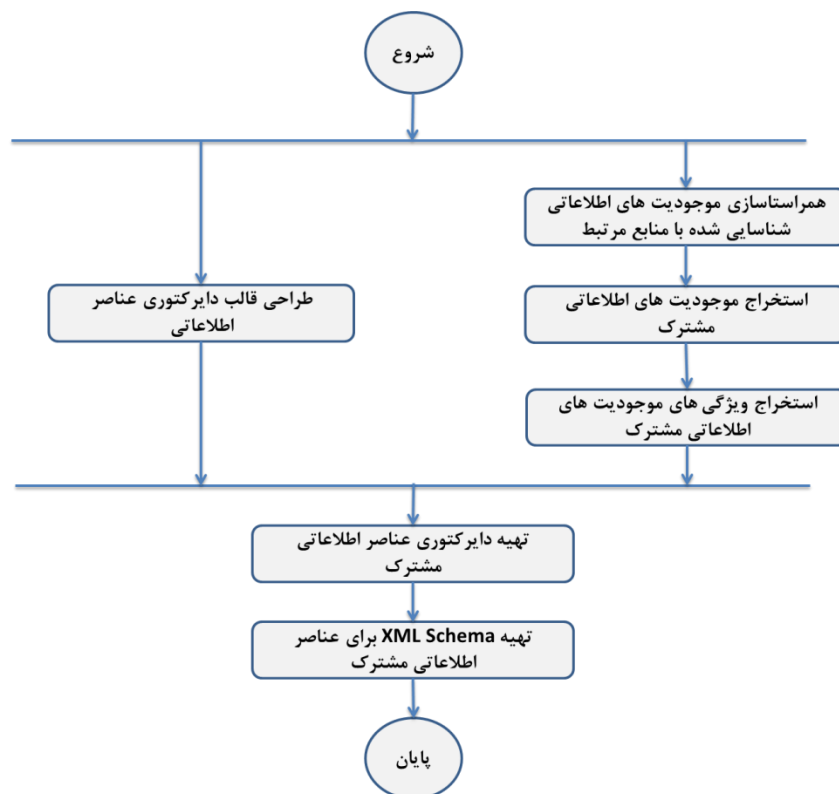 شروع
همراستاسازی موجودیت های اطلاعاتی
شناسایی شده با منابع مرتبط
استخراج موجودیت های اطلاعاتی
مشترک
استخراج ویژگی های موجودیت های
اطلاعاتی مشترک
طراحی قالب دایرکتوری عناصر
اطلاعاتی
تهیه دایرکتوری عناصر اطلاعاتی
مشترک
تهیه XML Schema برای عناصر
اطلاعاتی مشترک
پایان